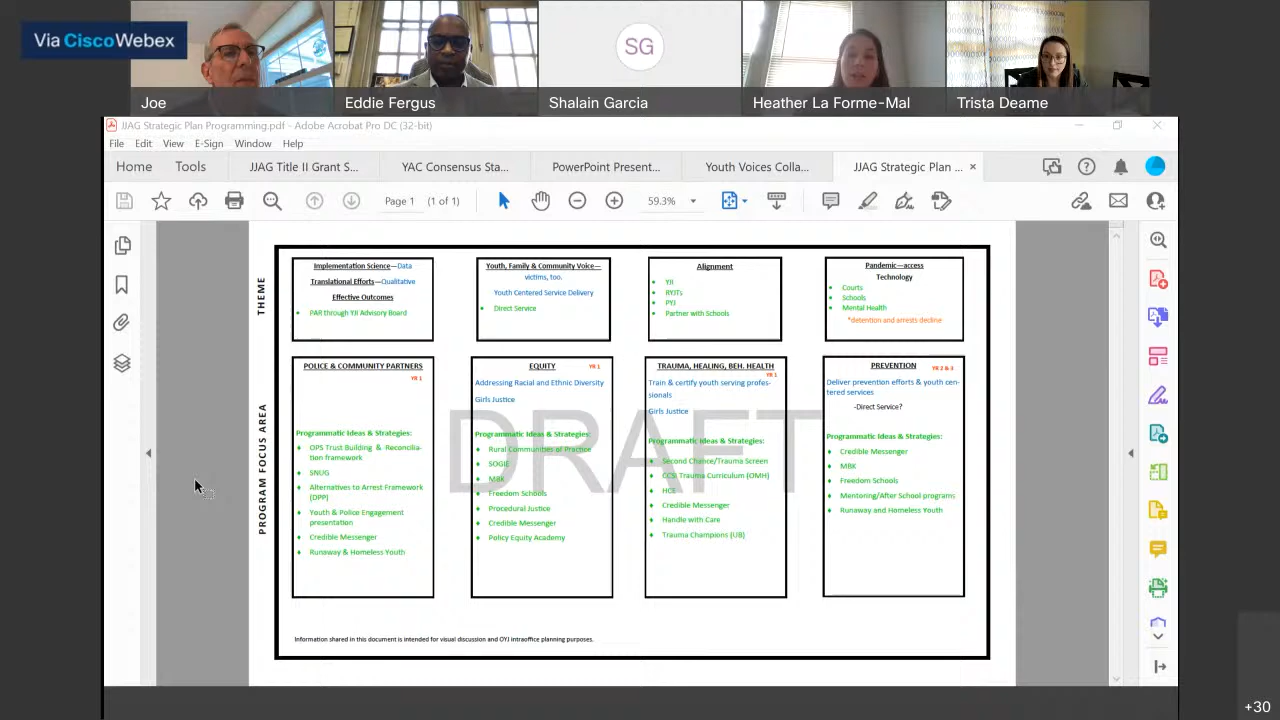 Via Cisco Webex
SG
Joe
Eddie Fergus
Shalain Garcia
Heather La Forme-Mal
Trista Deame
JJAG Strategic Plan Programming.pdf - Adobe Acrobat Pro DC (32-bit)
File Edit View E-Sign Window Help
Home Tools JJAG Title II Grant S... YAC Consensus Sta... PowerPoint Present... Youth Voices Colla... JJAG Strategic Plan ... ×
Page 1 (1 of 1) 59.3%
THEME
Implementation Science—Data
Translational Efforts—Qualitative
Effective Outcomes
PAR through YJI Advisory Board
Youth, Family & Community Voice—
victims, too.
Youth Centered Service Delivery
Direct Service
Alignment
YJI
RYJTs
PYJ
Partner with Schools
Pandemic—access
Technology
Courts
Schools
Mental Health
*detention and arrests decline
PROGRAM FOCUS AREA
POLICE & COMMUNITY PARTNERS
YR 1
Programmatic Ideas & Strategies:
OPS Trust Building & Reconcilia-
tion framework
SNUG
Alternatives to Arrest Framework
(DPP)
Youth & Police Engagement
presentation
Credible Messenger
Runaway & Homeless Youth
EQUITY YR 1
Addressing Racial and Ethnic Diversity
Girls Justice
Programmatic Ideas & Strategies:
Rural Communities of Practice
SOGIE
MBK
Freedom Schools
Procedural Justice
Credible Messenger
Policy Equity Academy
TRAUMA, HEALING, BEH. HEALTH
YR 1
Train & certify youth serving profes-
sionals
Girls Justice
Programmatic Ideas & Strategies:
Second Chance/Trauma Screen
CCSI Trauma Curriculum (OMH)
HCS
Credible Messenger
Handle with Care
Trauma Champions (UB)
PREVENTION YR 2 & 3
Deliver prevention efforts & youth cen-
tered services
-Direct Service?
Programmatic Ideas & Strategies:
Credible Messenger
MBK
Freedom Schools
Mentoring/After School programs
Runaway and Homeless Youth
DRAFT
Information shared in this document is intended for visual discussion and OYJ intraoffice planning purposes.
+30